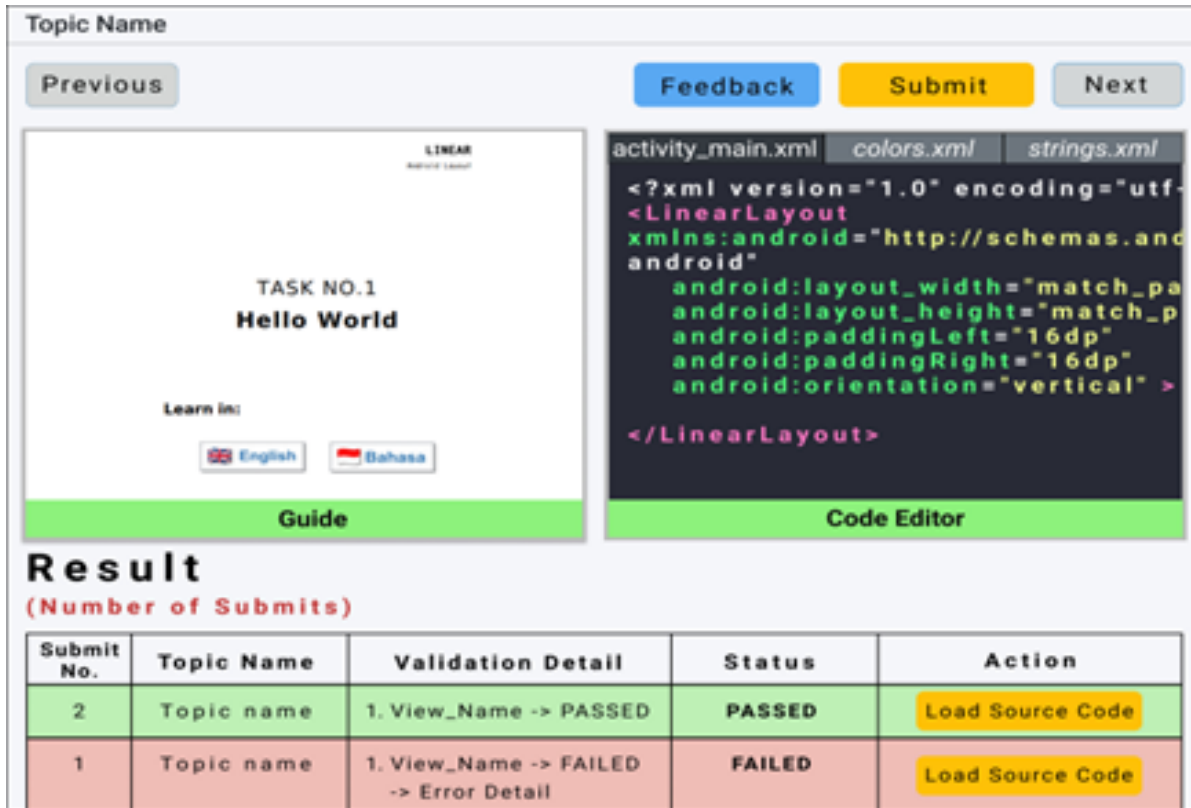 Topic Name
Previous
Feedback
Submit
Next
LINEAR
Android Layout
TASK NO.1
Hello World
Learn in:
English
Bahasa
Guide
activity_main.xml
colors.xml
strings.xml
<?xml version="1.0" encoding="utf-
<LinearLayout
xmlns:android="http://schemas.and
android"
android:layout_width="match_pa
android:layout_height="match_p
android:paddingLeft="16dp"
android:paddingRight="16dp"
android:orientation="vertical" >
</LinearLayout>
Code Editor
Result
(Number of Submits)
Submit No. Topic Name Validation Detail Status Action
2 Topic name 1. View_Name -> PASSED PASSED Load Source Code
1 Topic name 1. View_Name -> FAILED FAILED Load Source Code
-> Error Detail